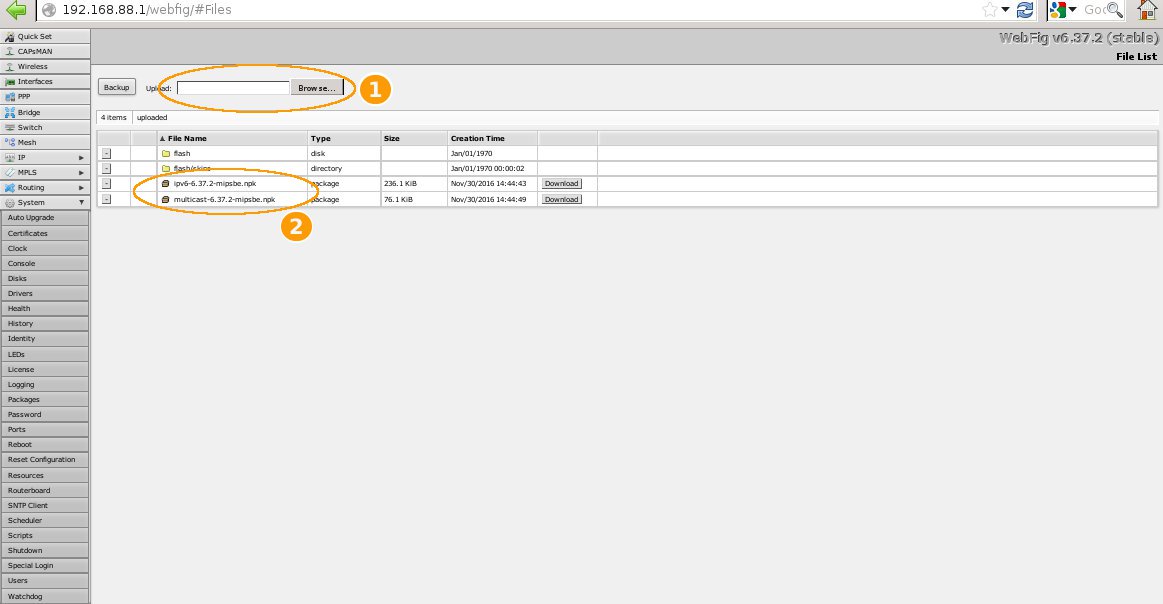 192.168.88.1/webfig/#Files
Goo
WebFig v6.37.2 (stable)
File List
Quick Set
CAPsMAN
Wireless
Interfaces
PPP
Bridge
Switch
Mesh
IP
MPLS
Routing
System
Auto Upgrade
Certificates
Clock
Console
Disks
Drivers
Health
History
Identity
LEDs
License
Logging
Packages
Password
Ports
Reboot
Reset Configuration
Resources
Routerboard
SNTP Client
Scheduler
Scripts
Shutdown
Special Login
Users
Watchdog
Backup Upload: Browse... 1
4 items uploaded
▲ File Name Type Size Creation Time
- flash disk Jan/01/1970
- flash/skins directory Jan/01/1970 00:00:02
- ipv6-6.37.2-mipsbe.npk package 236.1 KiB Nov/30/2016 14:44:43 Download
- multicast-6.37.2-mipsbe.npk package 76.1 KiB Nov/30/2016 14:44:49 Download
2